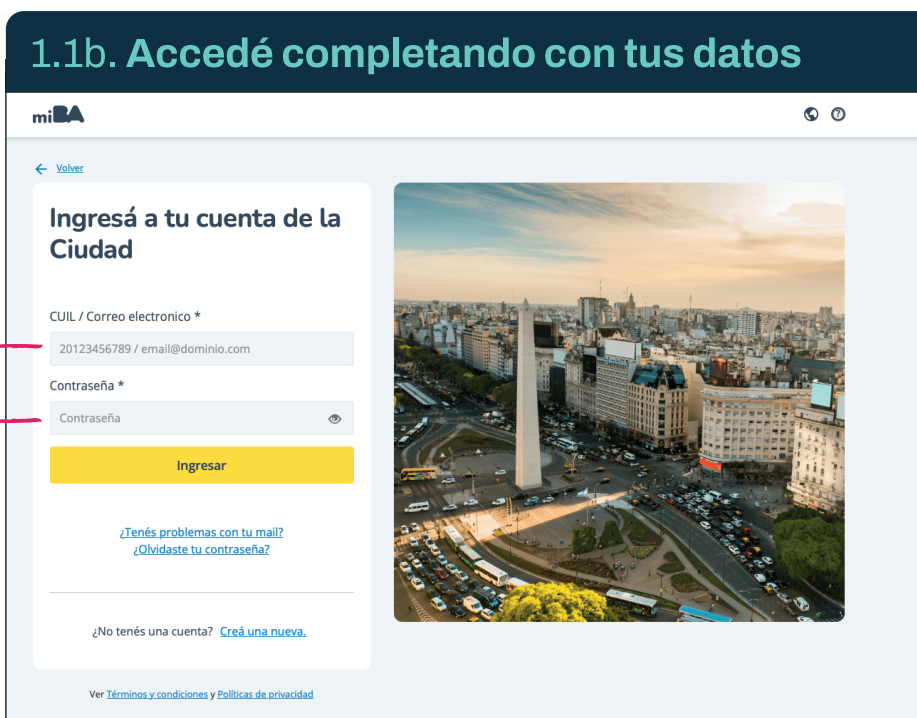 1.1b. Accedé completando con tus datos
miBA
Volver
Ingresá a tu cuenta de la
Ciudad
CUIL / Correo electronico *
20123456789 / email@dominio.com
Contraseña *
Contraseña
Ingresar
¿Tenés problemas con tu mail?
¿Olvidaste tu contraseña?
¿No tenés una cuenta? Creá una nueva.
Ver Términos y condiciones y Políticas de privacidad